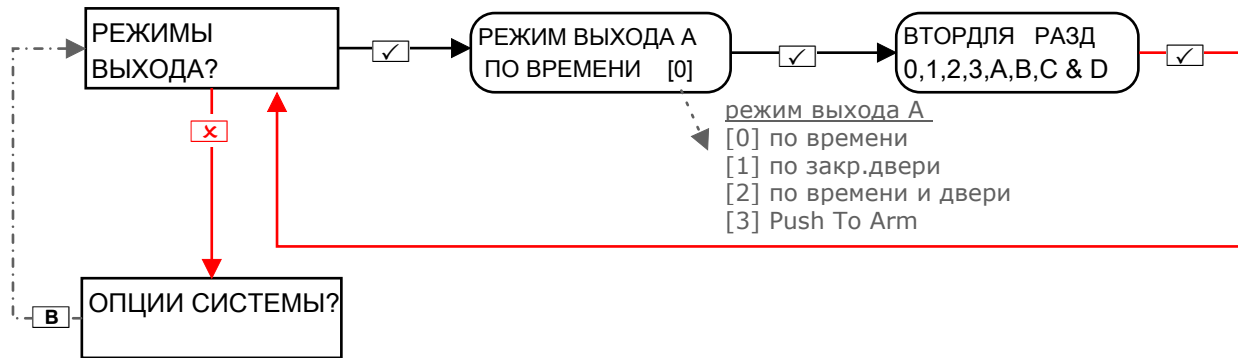 РЕЖИМЫ
ВЫХОДА?
✓
РЕЖИМ ВЫХОДА А
ПО ВРЕМЕНИ [0]
✓
ВТОРДЛЯ РАЗД
0,1,2,3,A,B,C & D
✓
x
режим выхода А
[0] по времени
[1] по закр.двери
[2] по времени и двери
[3] Push To Arm
ОПЦИИ СИСТЕМЫ?
B